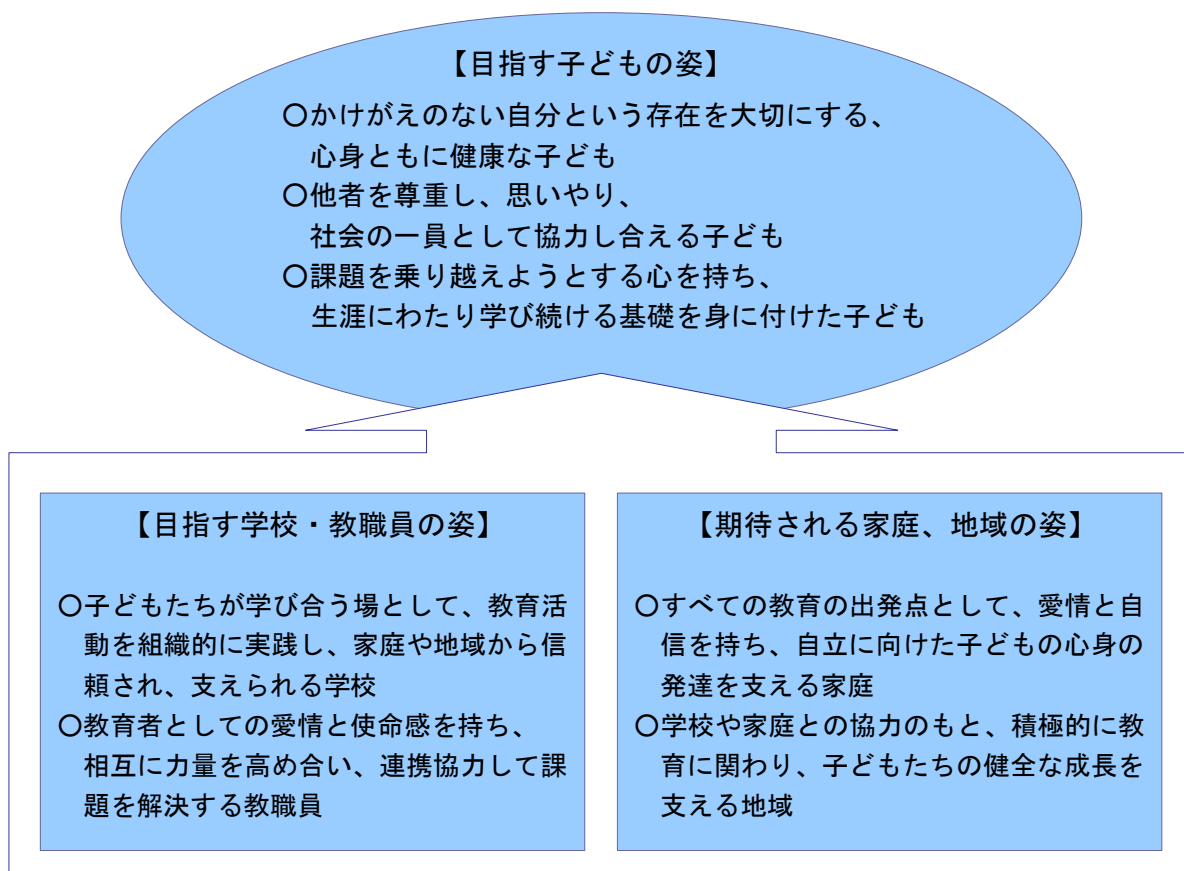 【目指す子どもの姿】
○かけがえのない自分という存在を大切にする、
心身ともに健康な子ども
○他者を尊重し、思いやり、
社会の一員として協力し合える子ども
○課題を乗り越えようとする心を持ち、
生涯にわたり学び続ける基礎を身に付けた子ども
【目指す学校・教職員の姿】
○子どもたちが学び合う場として、教育活
動を組織的に実践し、家庭や地域から信
頼され、支えられる学校
○教育者としての愛情と使命感を持ち、
相互に力量を高め合い、連携協力して課
題を解決する教職員
【期待される家庭、地域の姿】
○すべての教育の出発点として、愛情と自
信を持ち、自立に向けた子どもの心身の
発達を支える家庭
○学校や家庭との協力のもと、積極的に教
育に関わり、子どもたちの健全な成長を
支える地域